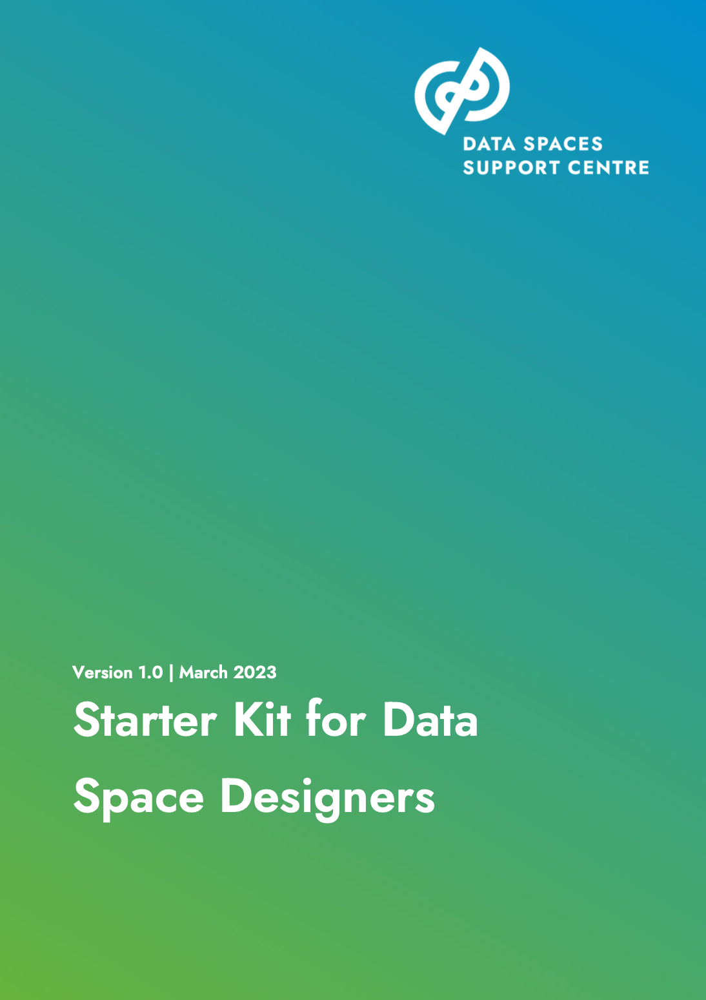 DATA SPACES
SUPPORT CENTRE
Version 1.0 | March 2023
Starter Kit for Data
Space Designers